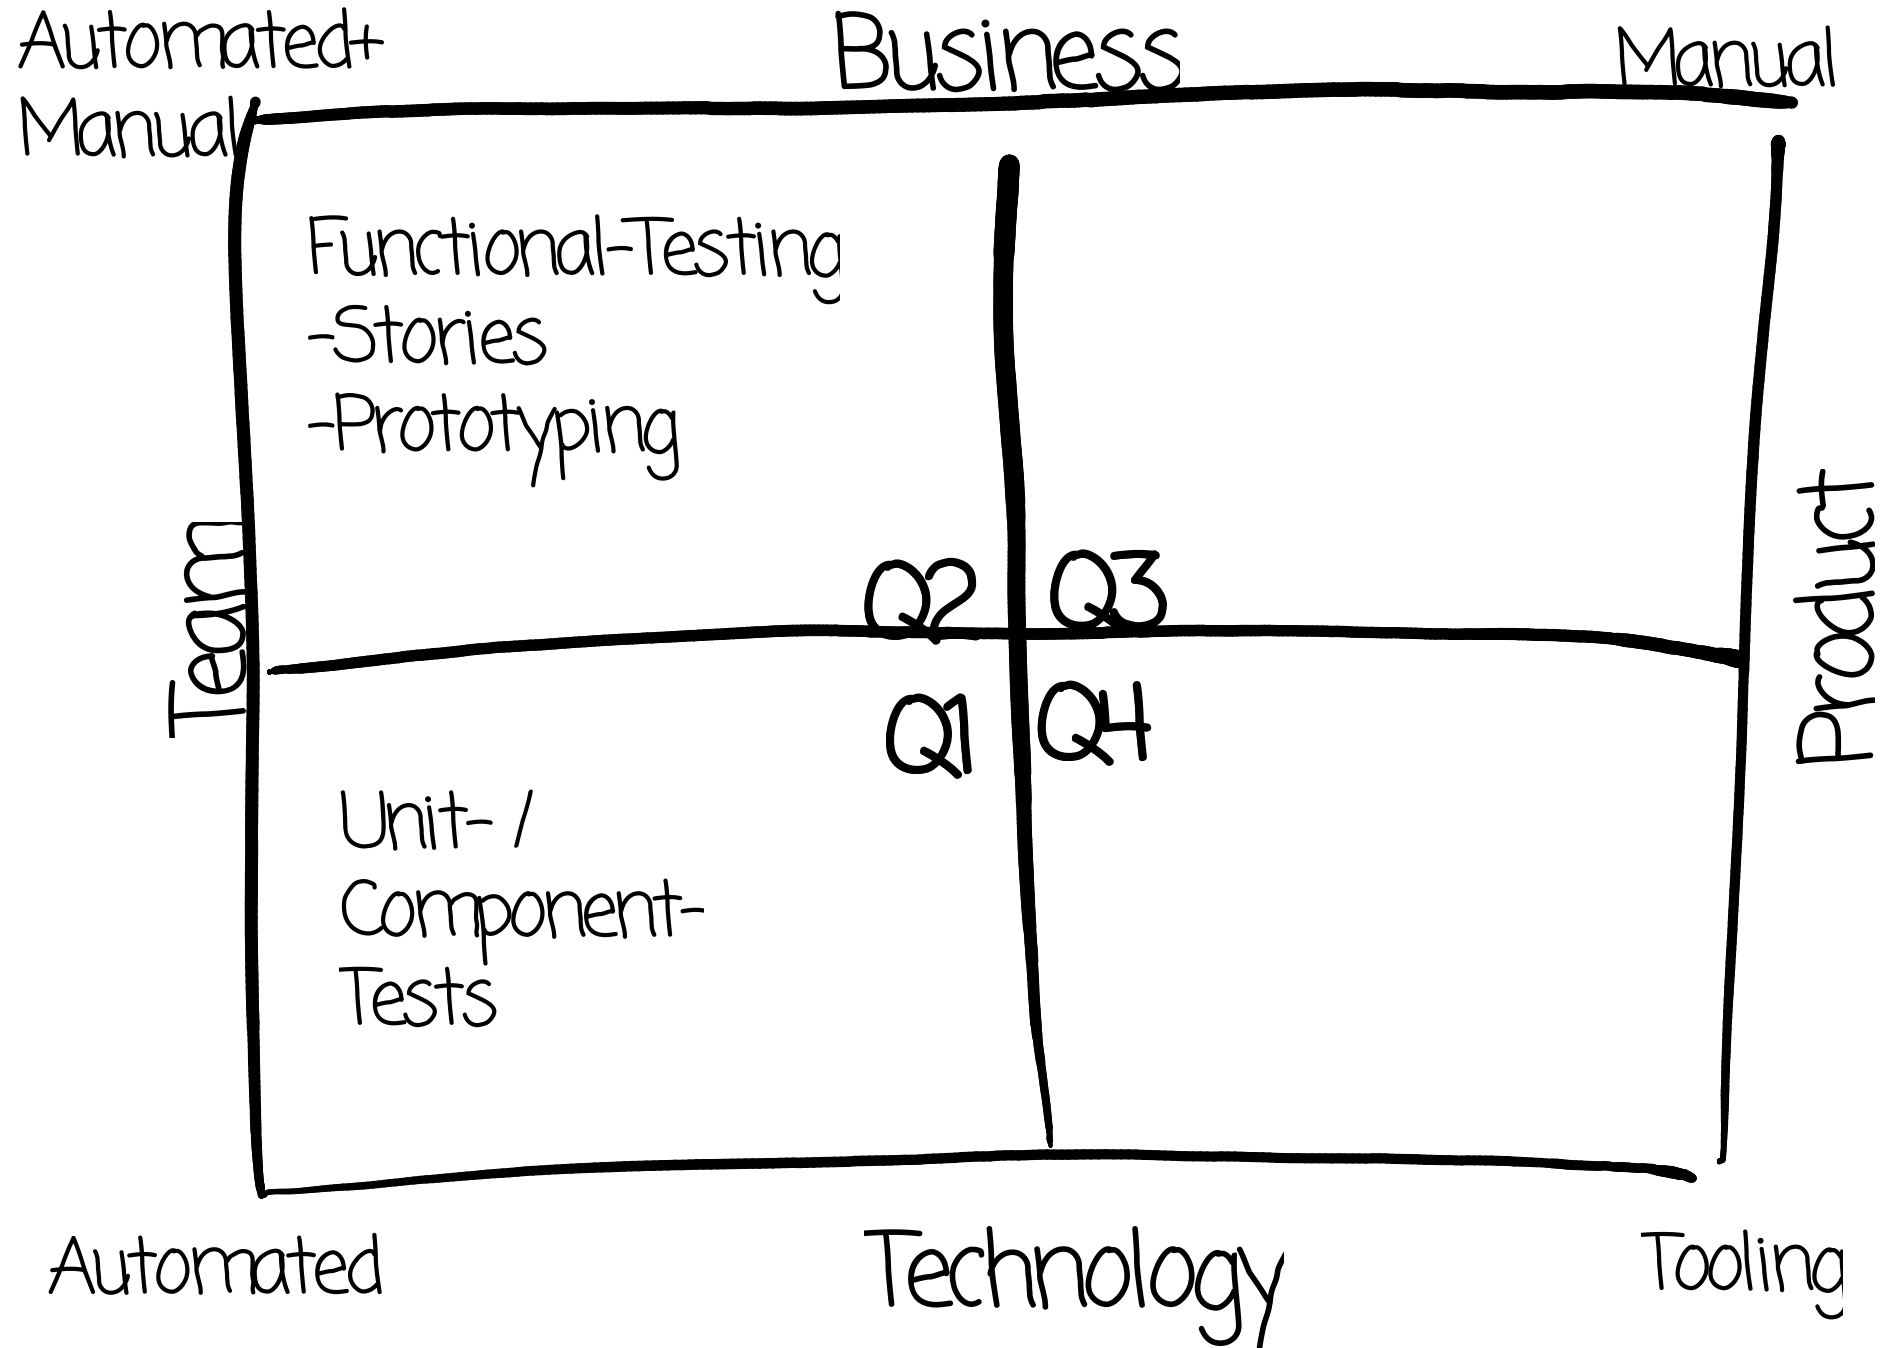 Automated+
Manual
Business
Manual
Functional-Testing
-Stories
-Prototyping
Team
Product
Q2
Q3
Q1
Q4
Unit- /
Component-
Tests
Automated
Technology
Tooling